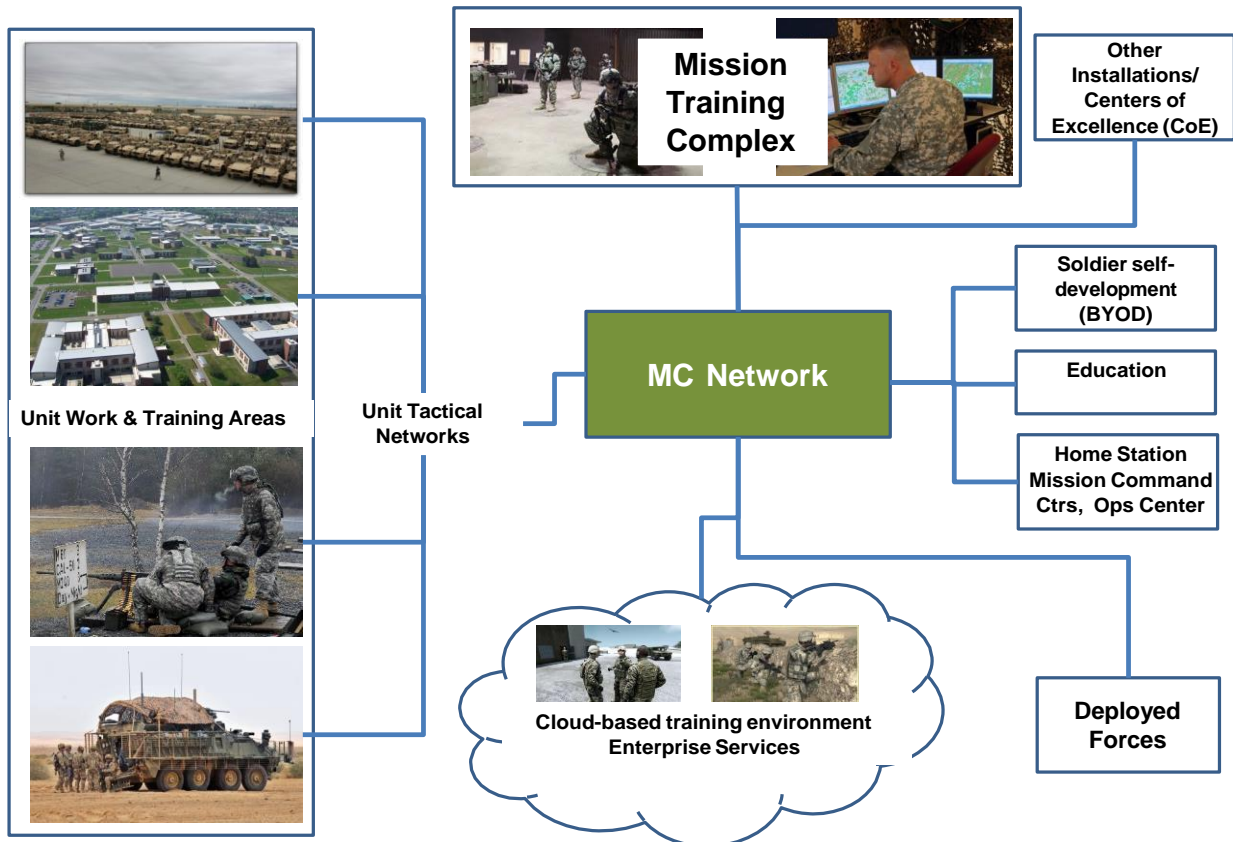 Mission
Training
Complex
Other
Installations/
Centers of
Excellence (CoE)
Soldier self-
development
(BYOD)
MC Network
Education
Unit Work & Training Areas
Unit Tactical
Networks
Home Station
Mission Command
Ctrs, Ops Center
Cloud-based training environment
Enterprise Services
Deployed
Forces